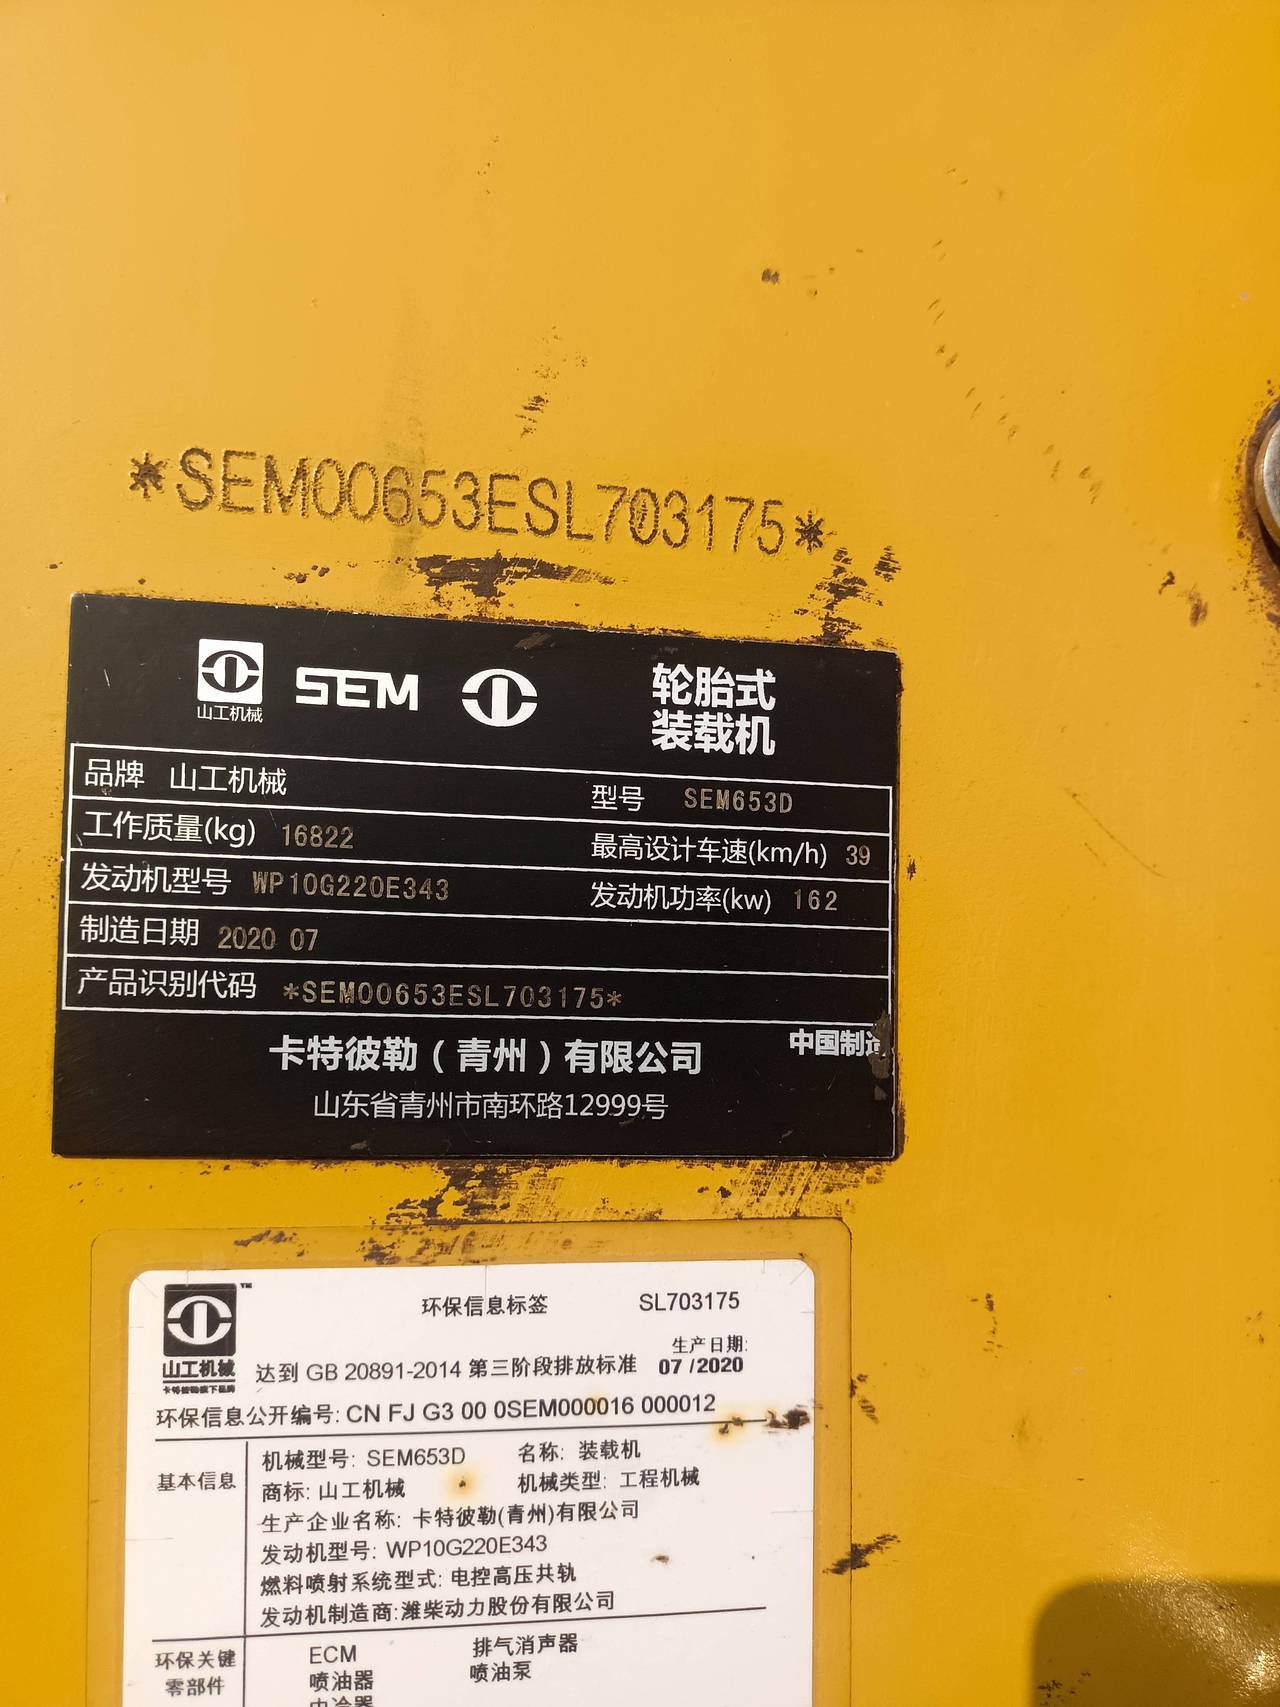 *SEM00653ESL703175*
山工机械
SEM
轮胎式
装载机
品牌 山工机械 型号 SEM653D
工作质量(kg) 16822 最高设计车速(km/h) 39
发动机型号 WP10G220E343 发动机功率(kw) 162
制造日期 2020 07
产品识别代码 *SEM00653ESL703175*
中国制造
卡特彼勒（青州）有限公司
山东省青州市南环路12999号
TM
山工机械
卡特彼勒旗下品牌
环保信息标签 SL703175
生产日期:
达到 GB 20891-2014 第三阶段排放标准 07 /2020
环保信息公开编号: CN FJ G3 00 0SEM000016 000012
基本信息
机械型号: SEM653D 名称: 装载机
商标: 山工机械 机械类型: 工程机械
生产企业名称: 卡特彼勒(青州)有限公司
发动机型号: WP10G220E343
燃料喷射系统型式: 电控高压共轨
发动机制造商:潍柴动力股份有限公司
环保关键
零部件
ECM 排气消声器
喷油器 喷油泵
中冷器